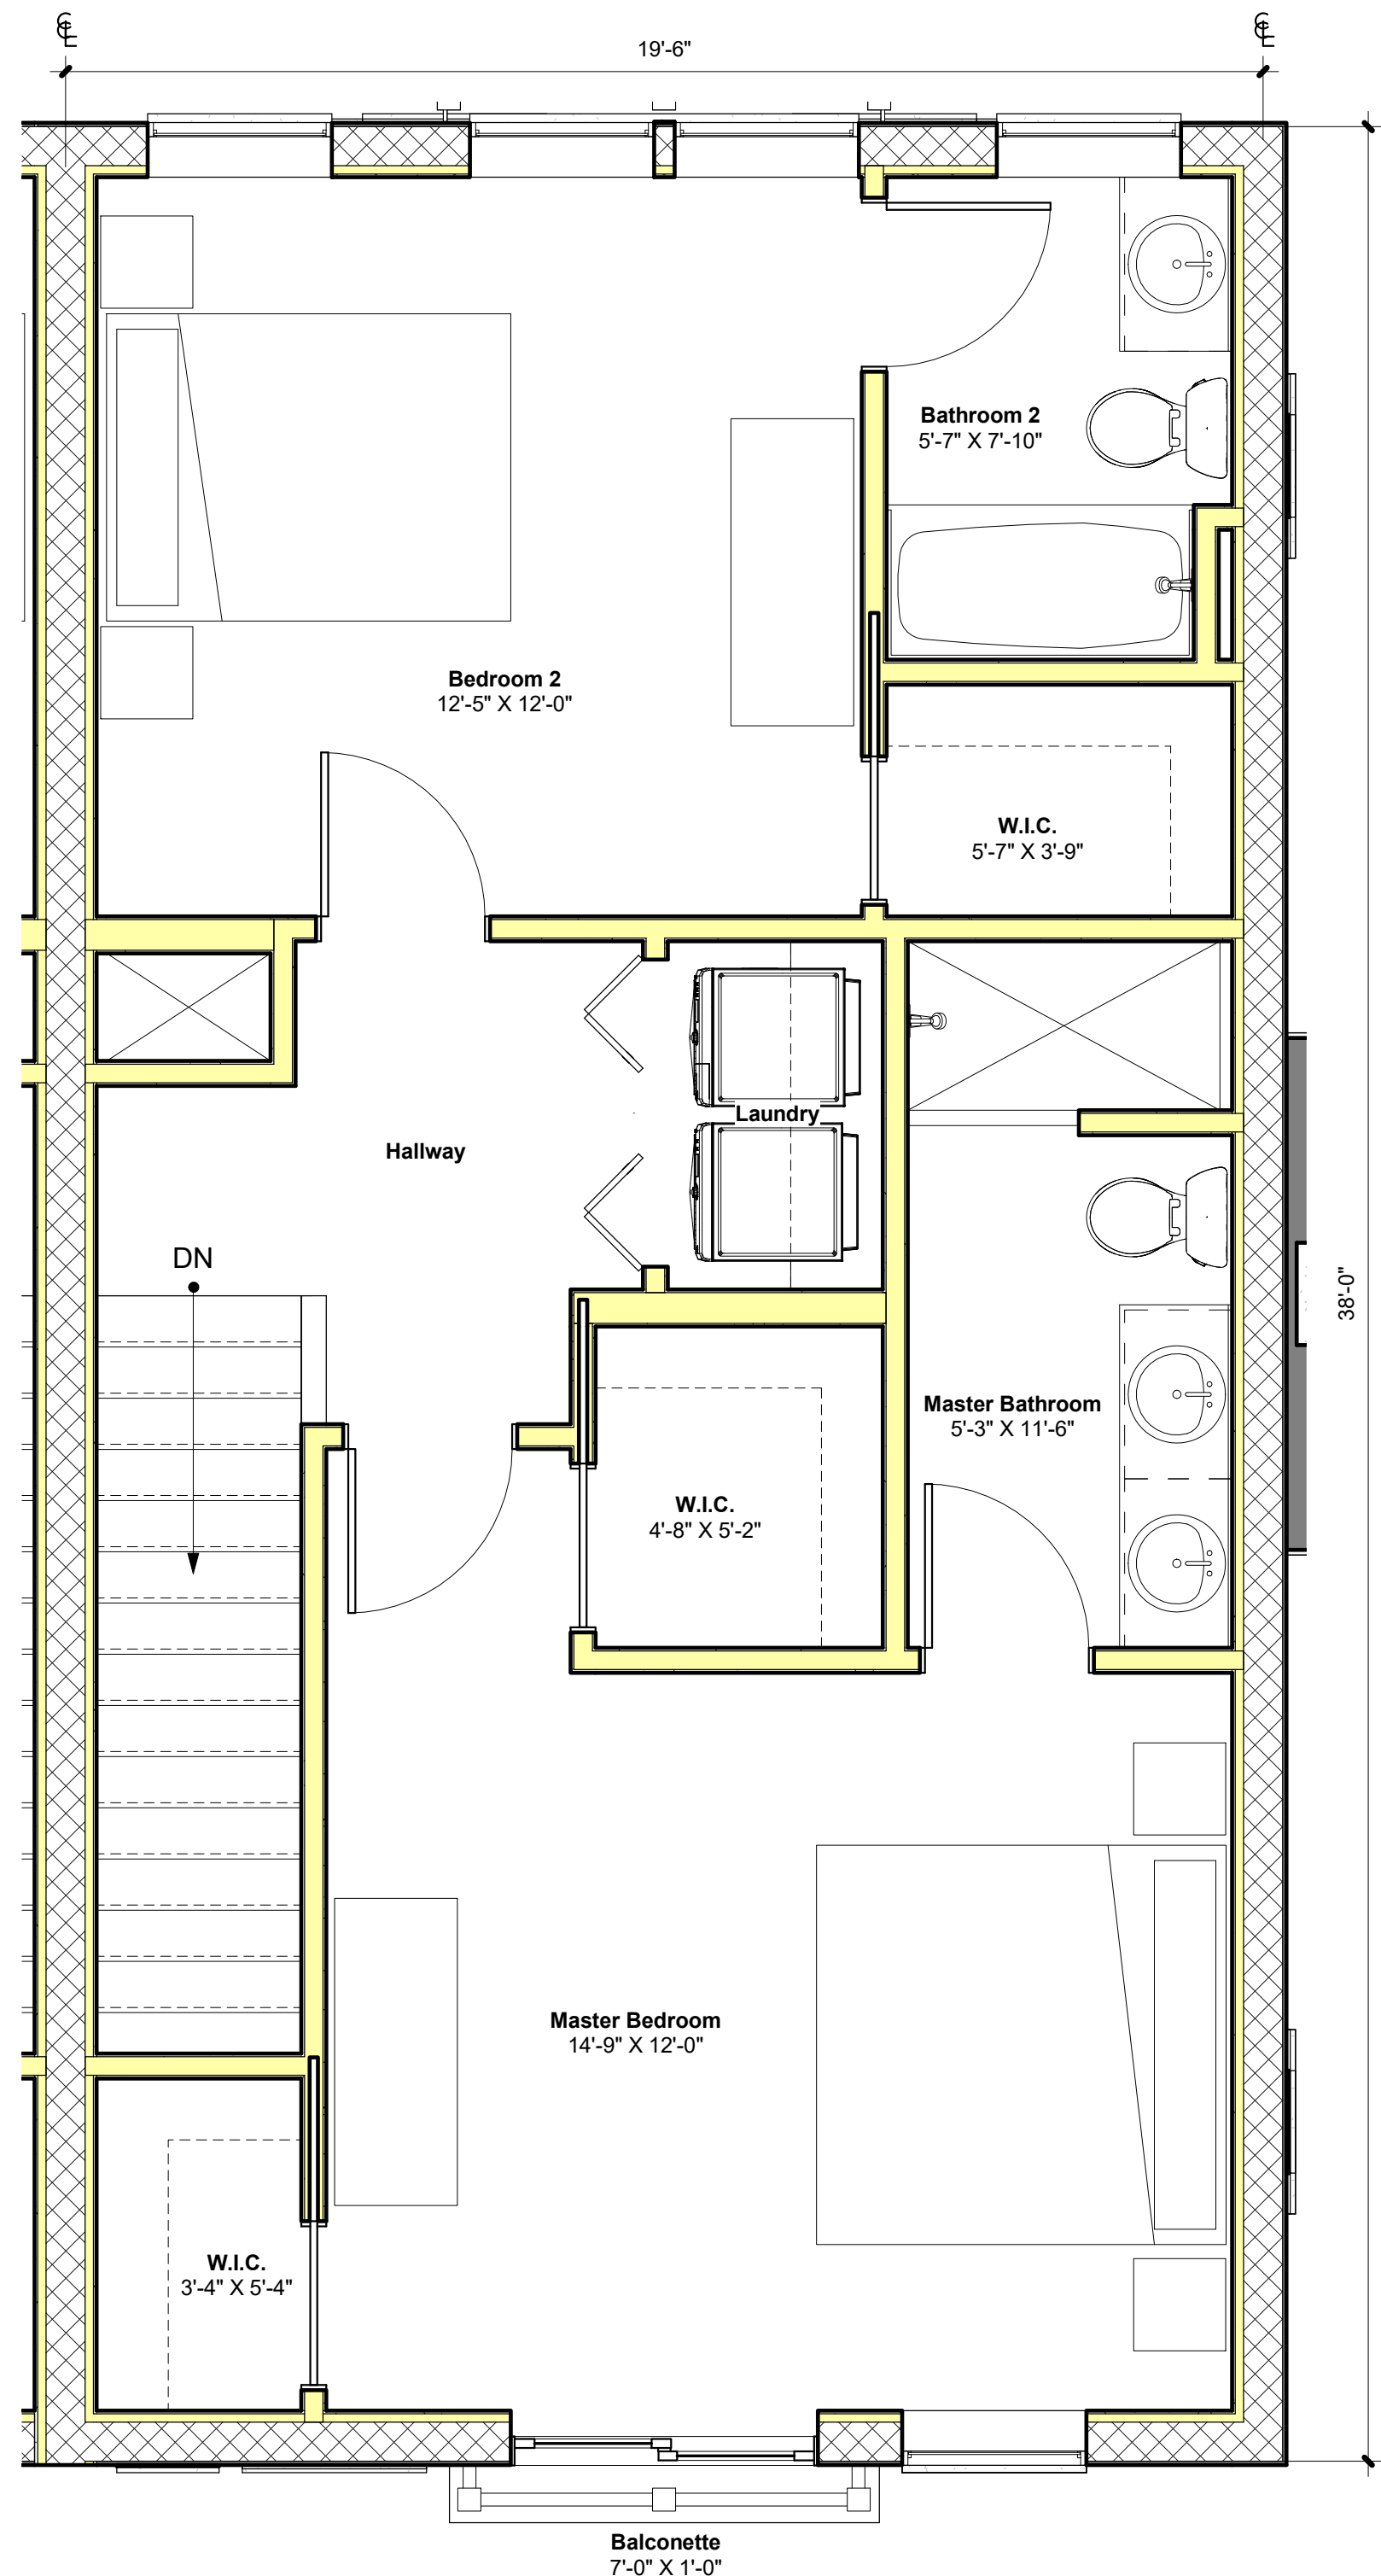 ℄ ℄
19'-6"
Bathroom 2
5'-7" X 7'-10"
Bedroom 2
12'-5" X 12'-0"
W.I.C.
5'-7" X 3'-9"
Laundry
Hallway
DN
38'-0"
Master Bathroom
5'-3" X 11'-6"
W.I.C.
4'-8" X 5'-2"
Master Bedroom
14'-9" X 12'-0"
W.I.C.
3'-4" X 5'-4"
Balconette
7'-0" X 1'-0"